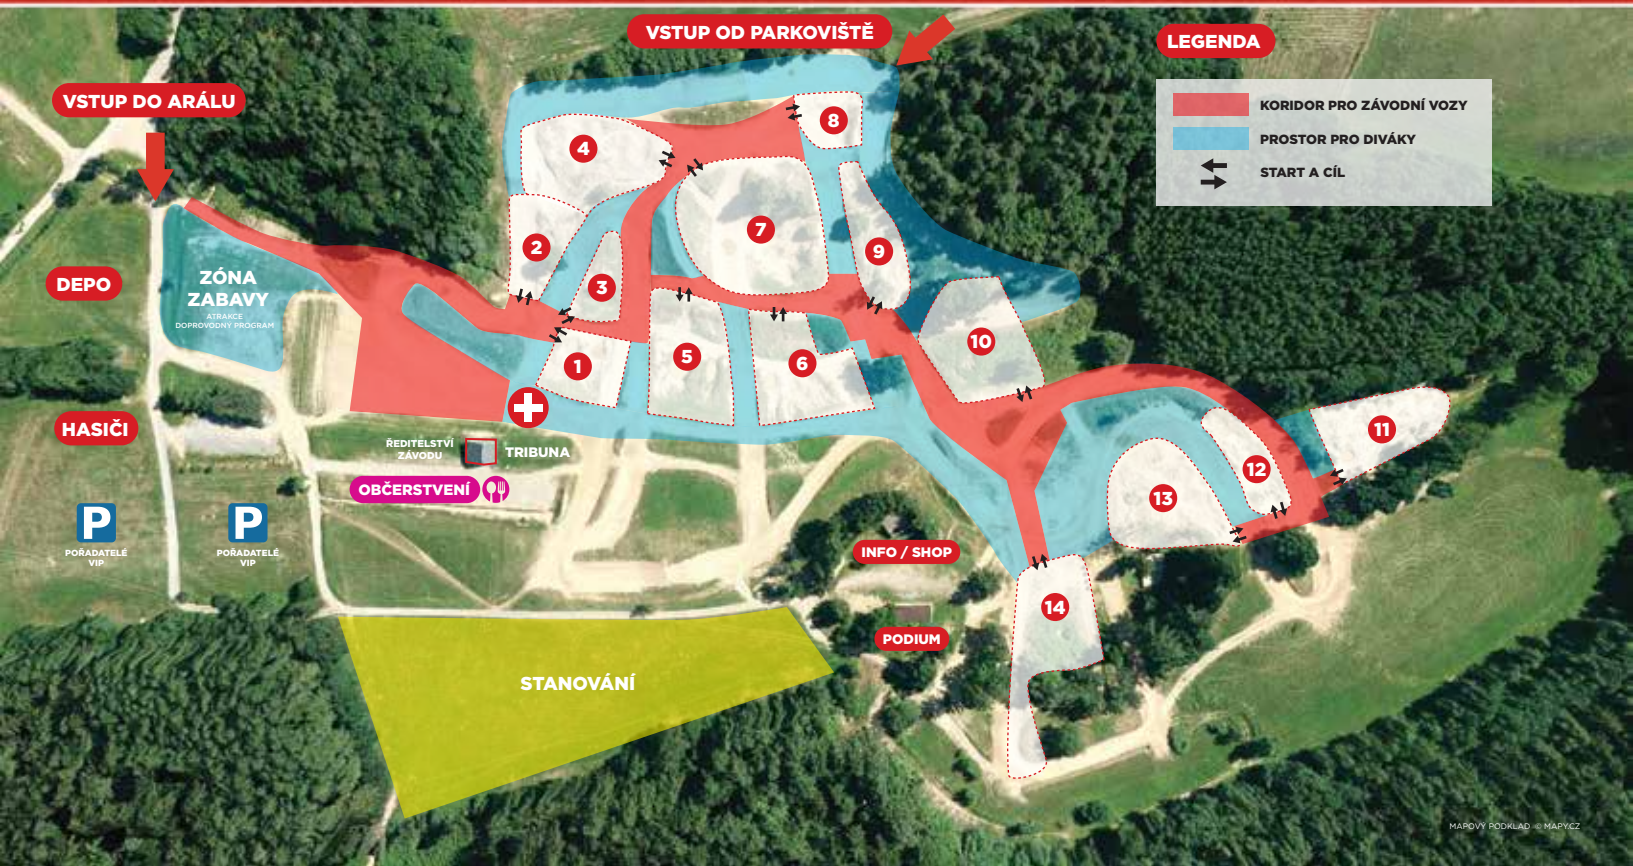 VSTUP OD PARKOVIŠTĚ
LEGENDA
VSTUP DO ARÁLU
KORIDOR PRO ZÁVODNÍ VOZY
PROSTOR PRO DIVÁKY
START A CÍL
8
4
7
2
9
ZÓNA
ZABAVY
ATRAKCE
DOPROVODNÝ PROGRAM
DEPO
3
10
5
6
1
HASIČI
11
ŘEDITELSTVÍ
ZÁVODU
TRIBUNA
12
OBČERSTVENÍ
13
P
POŘADATELÉ
VIP
P
POŘADATELÉ
VIP
INFO / SHOP
14
PODIUM
STANOVÁNÍ
MAPOVÝ PODKLAD © MAPY.CZ